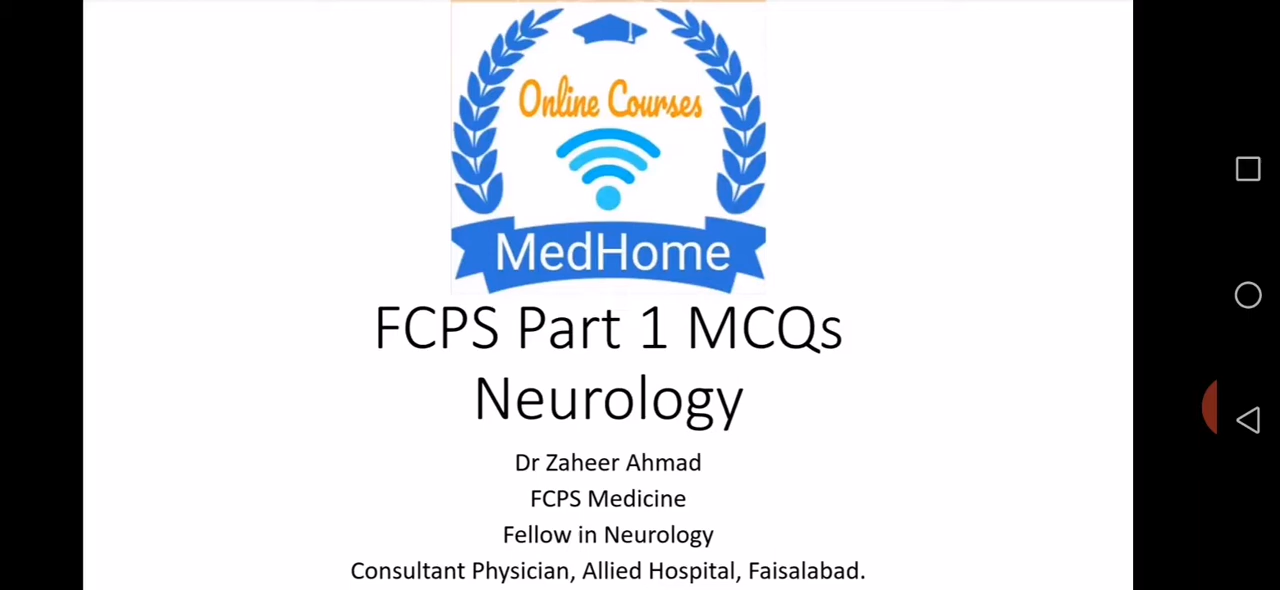 Online Courses
MedHome
FCPS Part 1 MCQs
Neurology
Dr Zaheer Ahmad
FCPS Medicine
Fellow in Neurology
Consultant Physician, Allied Hospital, Faisalabad.